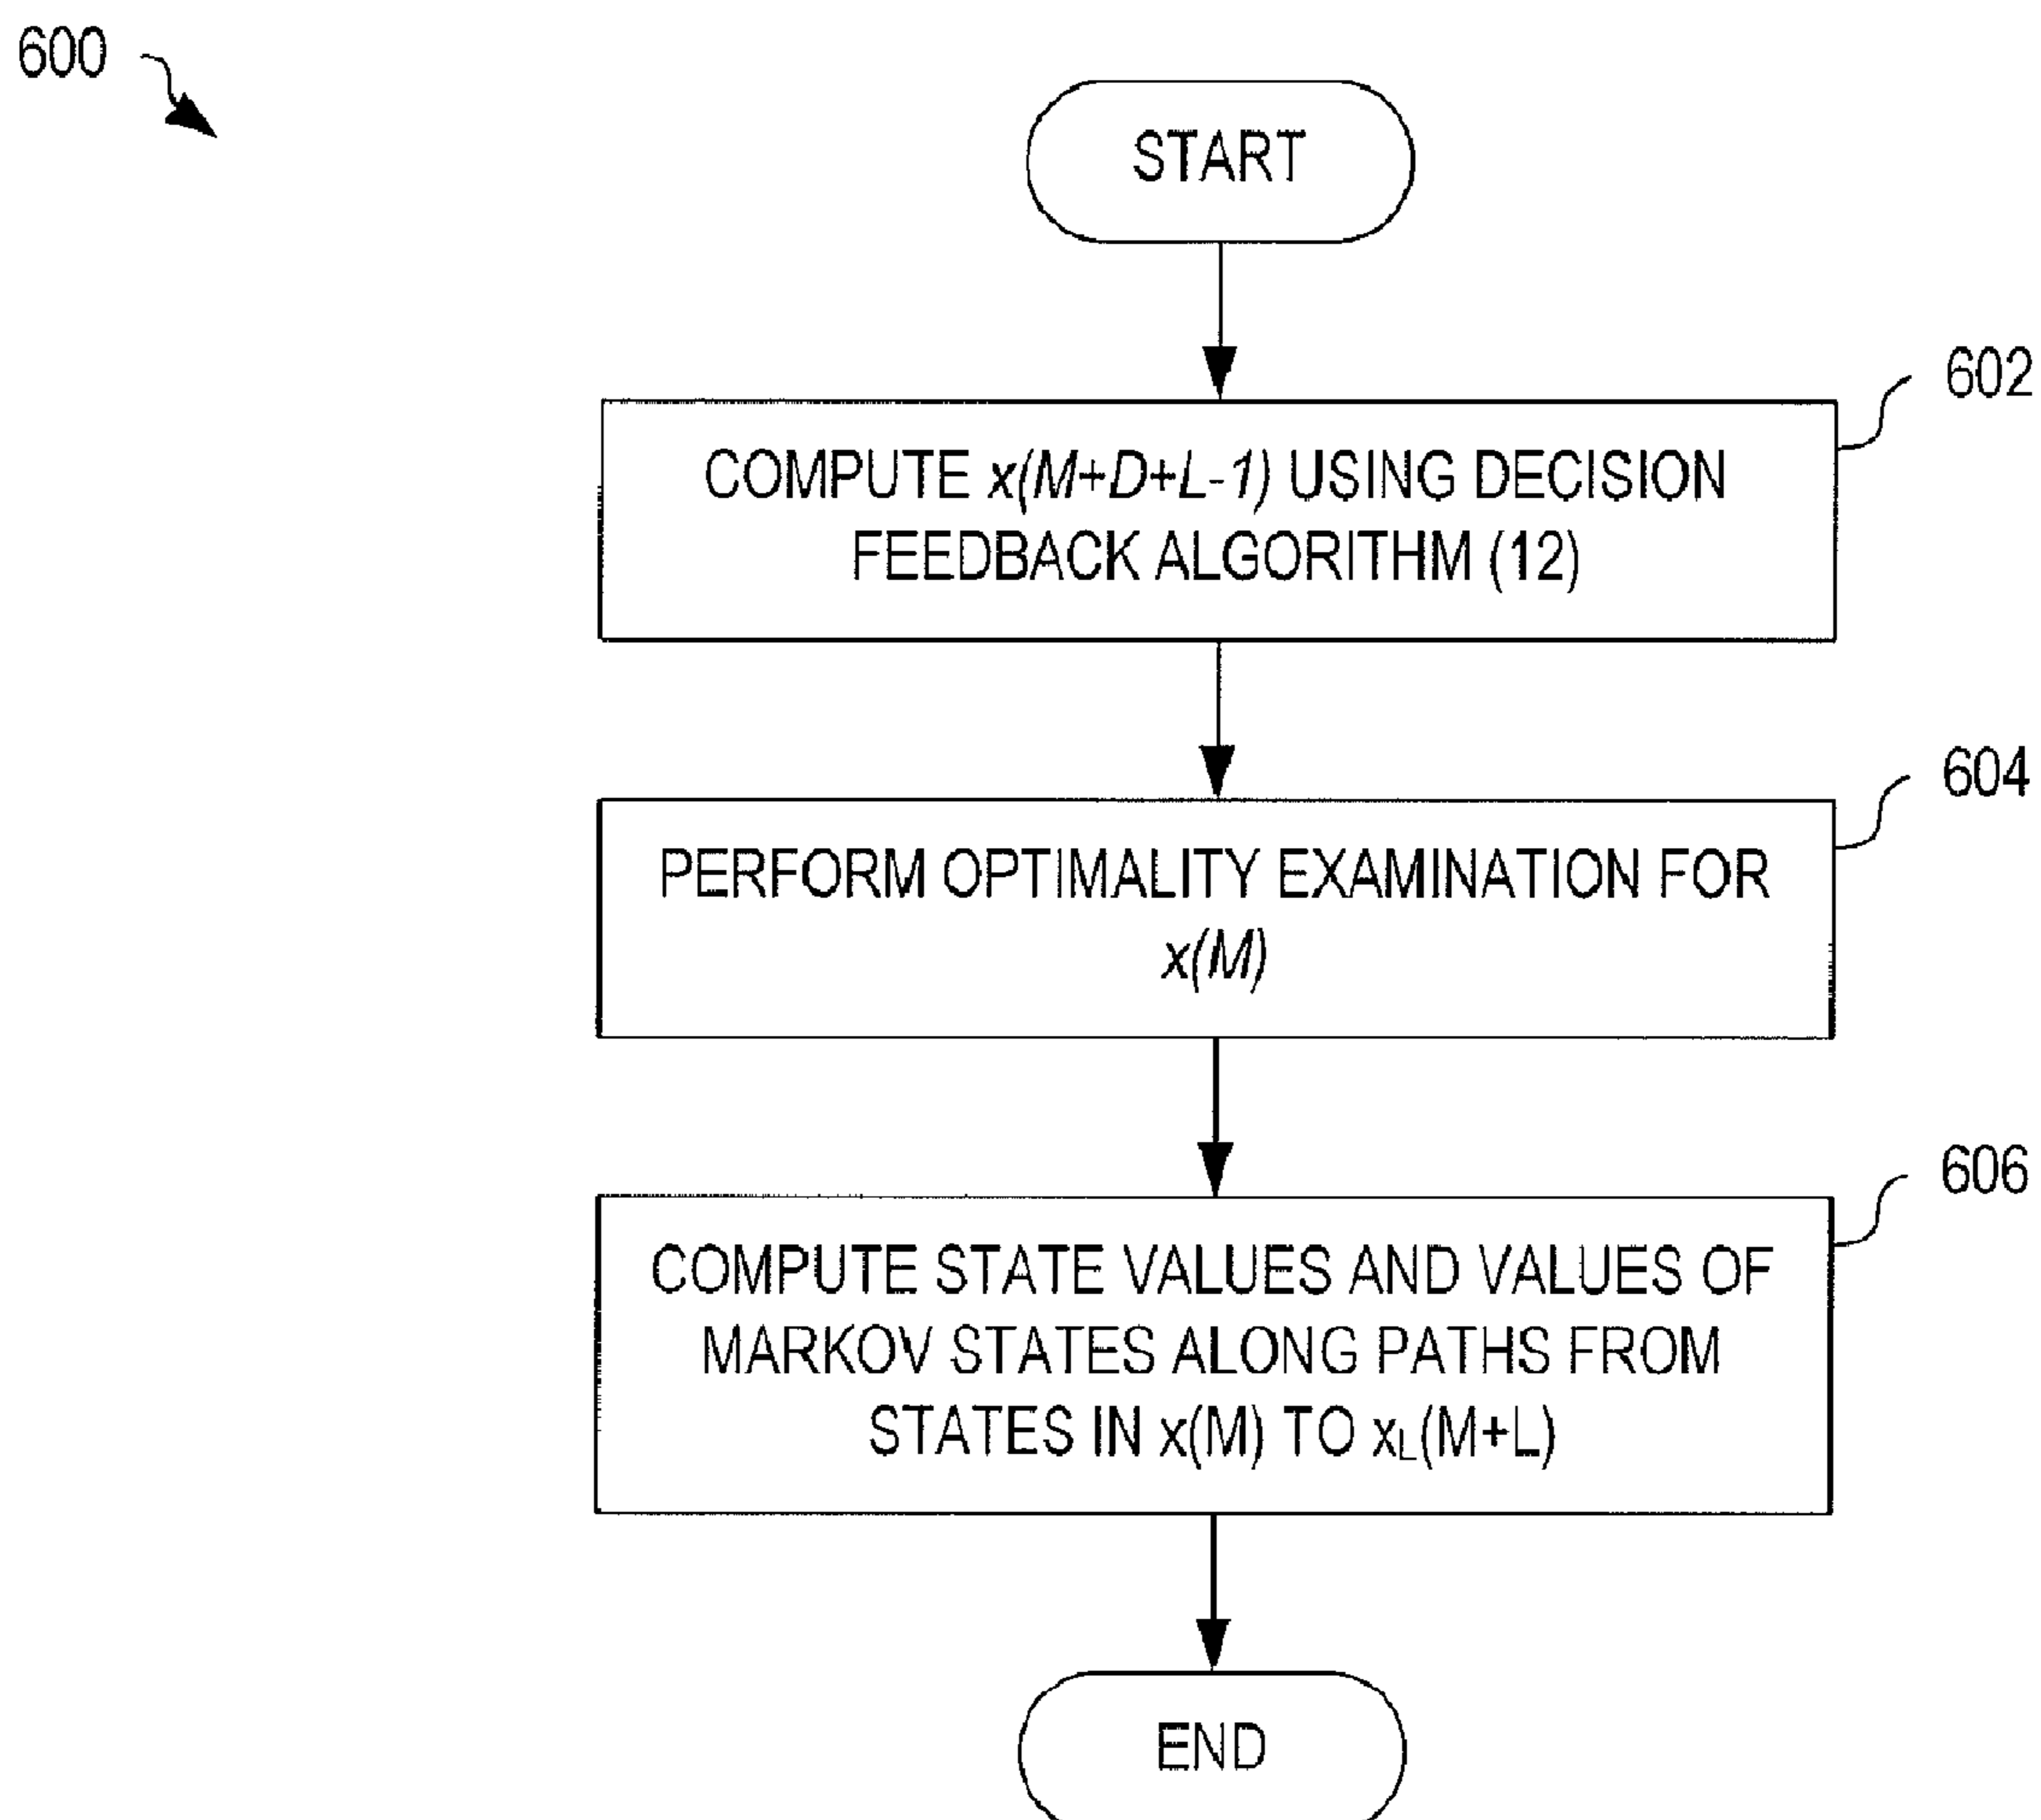 600
START
602
COMPUTE x(M+D+L-1) USING DECISION
FEEDBACK ALGORITHM (12)
604
PERFORM OPTIMALITY EXAMINATION FOR
x(M)
606
COMPUTE STATE VALUES AND VALUES OF
MARKOV STATES ALONG PATHS FROM
STATES IN x(M) TO xL(M+L)
END